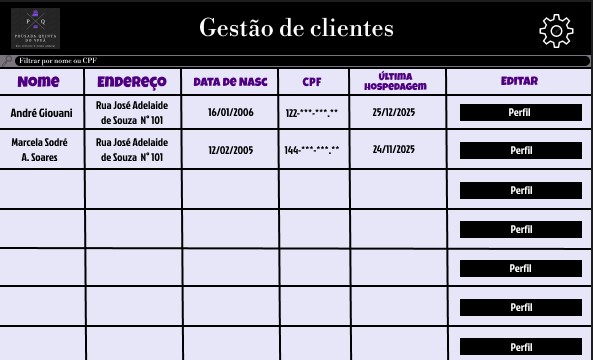 Gestão de clientes
P Q
POUSADA QUINTA
DO YPUÃ
Filtrar por nome ou CPF
Nome Endereço DATA DE NASC CPF ÚLTIMA HOSPEDAGEM EDITAR
André Giouani Rua José Adelaide de Souza N° 101 16/01/2006 122-***-***.** 25/12/2025 Perfil
Marcela Sodré A. Soares Rua José Adelaide de Souza N° 101 12/02/2005 144-***-***.** 24/11/2025 Perfil
Perfil
Perfil
Perfil
Perfil
Perfil